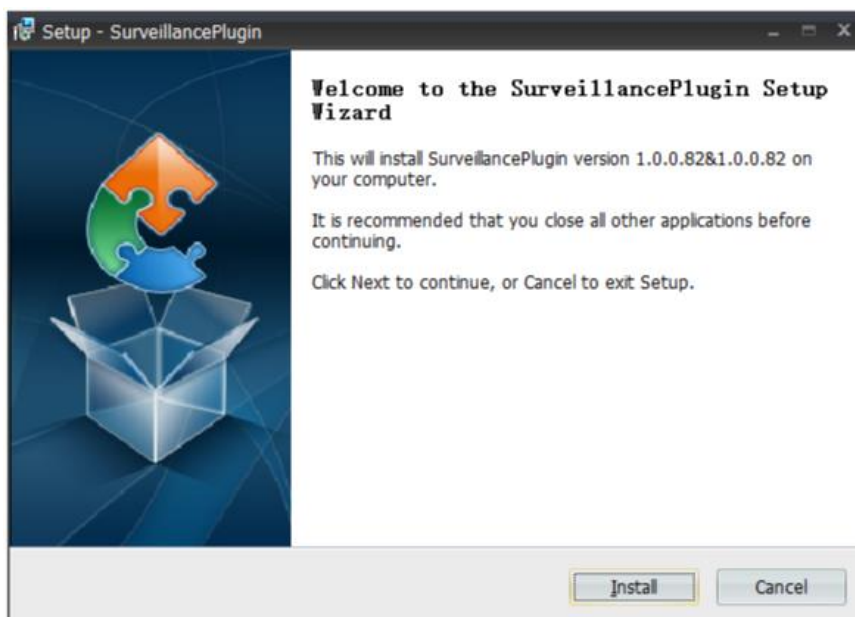 Setup - SurveillancePlugin
Welcome to the SurveillancePlugin Setup
Wizard
This will install SurveillancePlugin version 1.0.0.82&1.0.0.82 on
your computer.
It is recommended that you close all other applications before
continuing.
Click Next to continue, or Cancel to exit Setup.
Install
Cancel